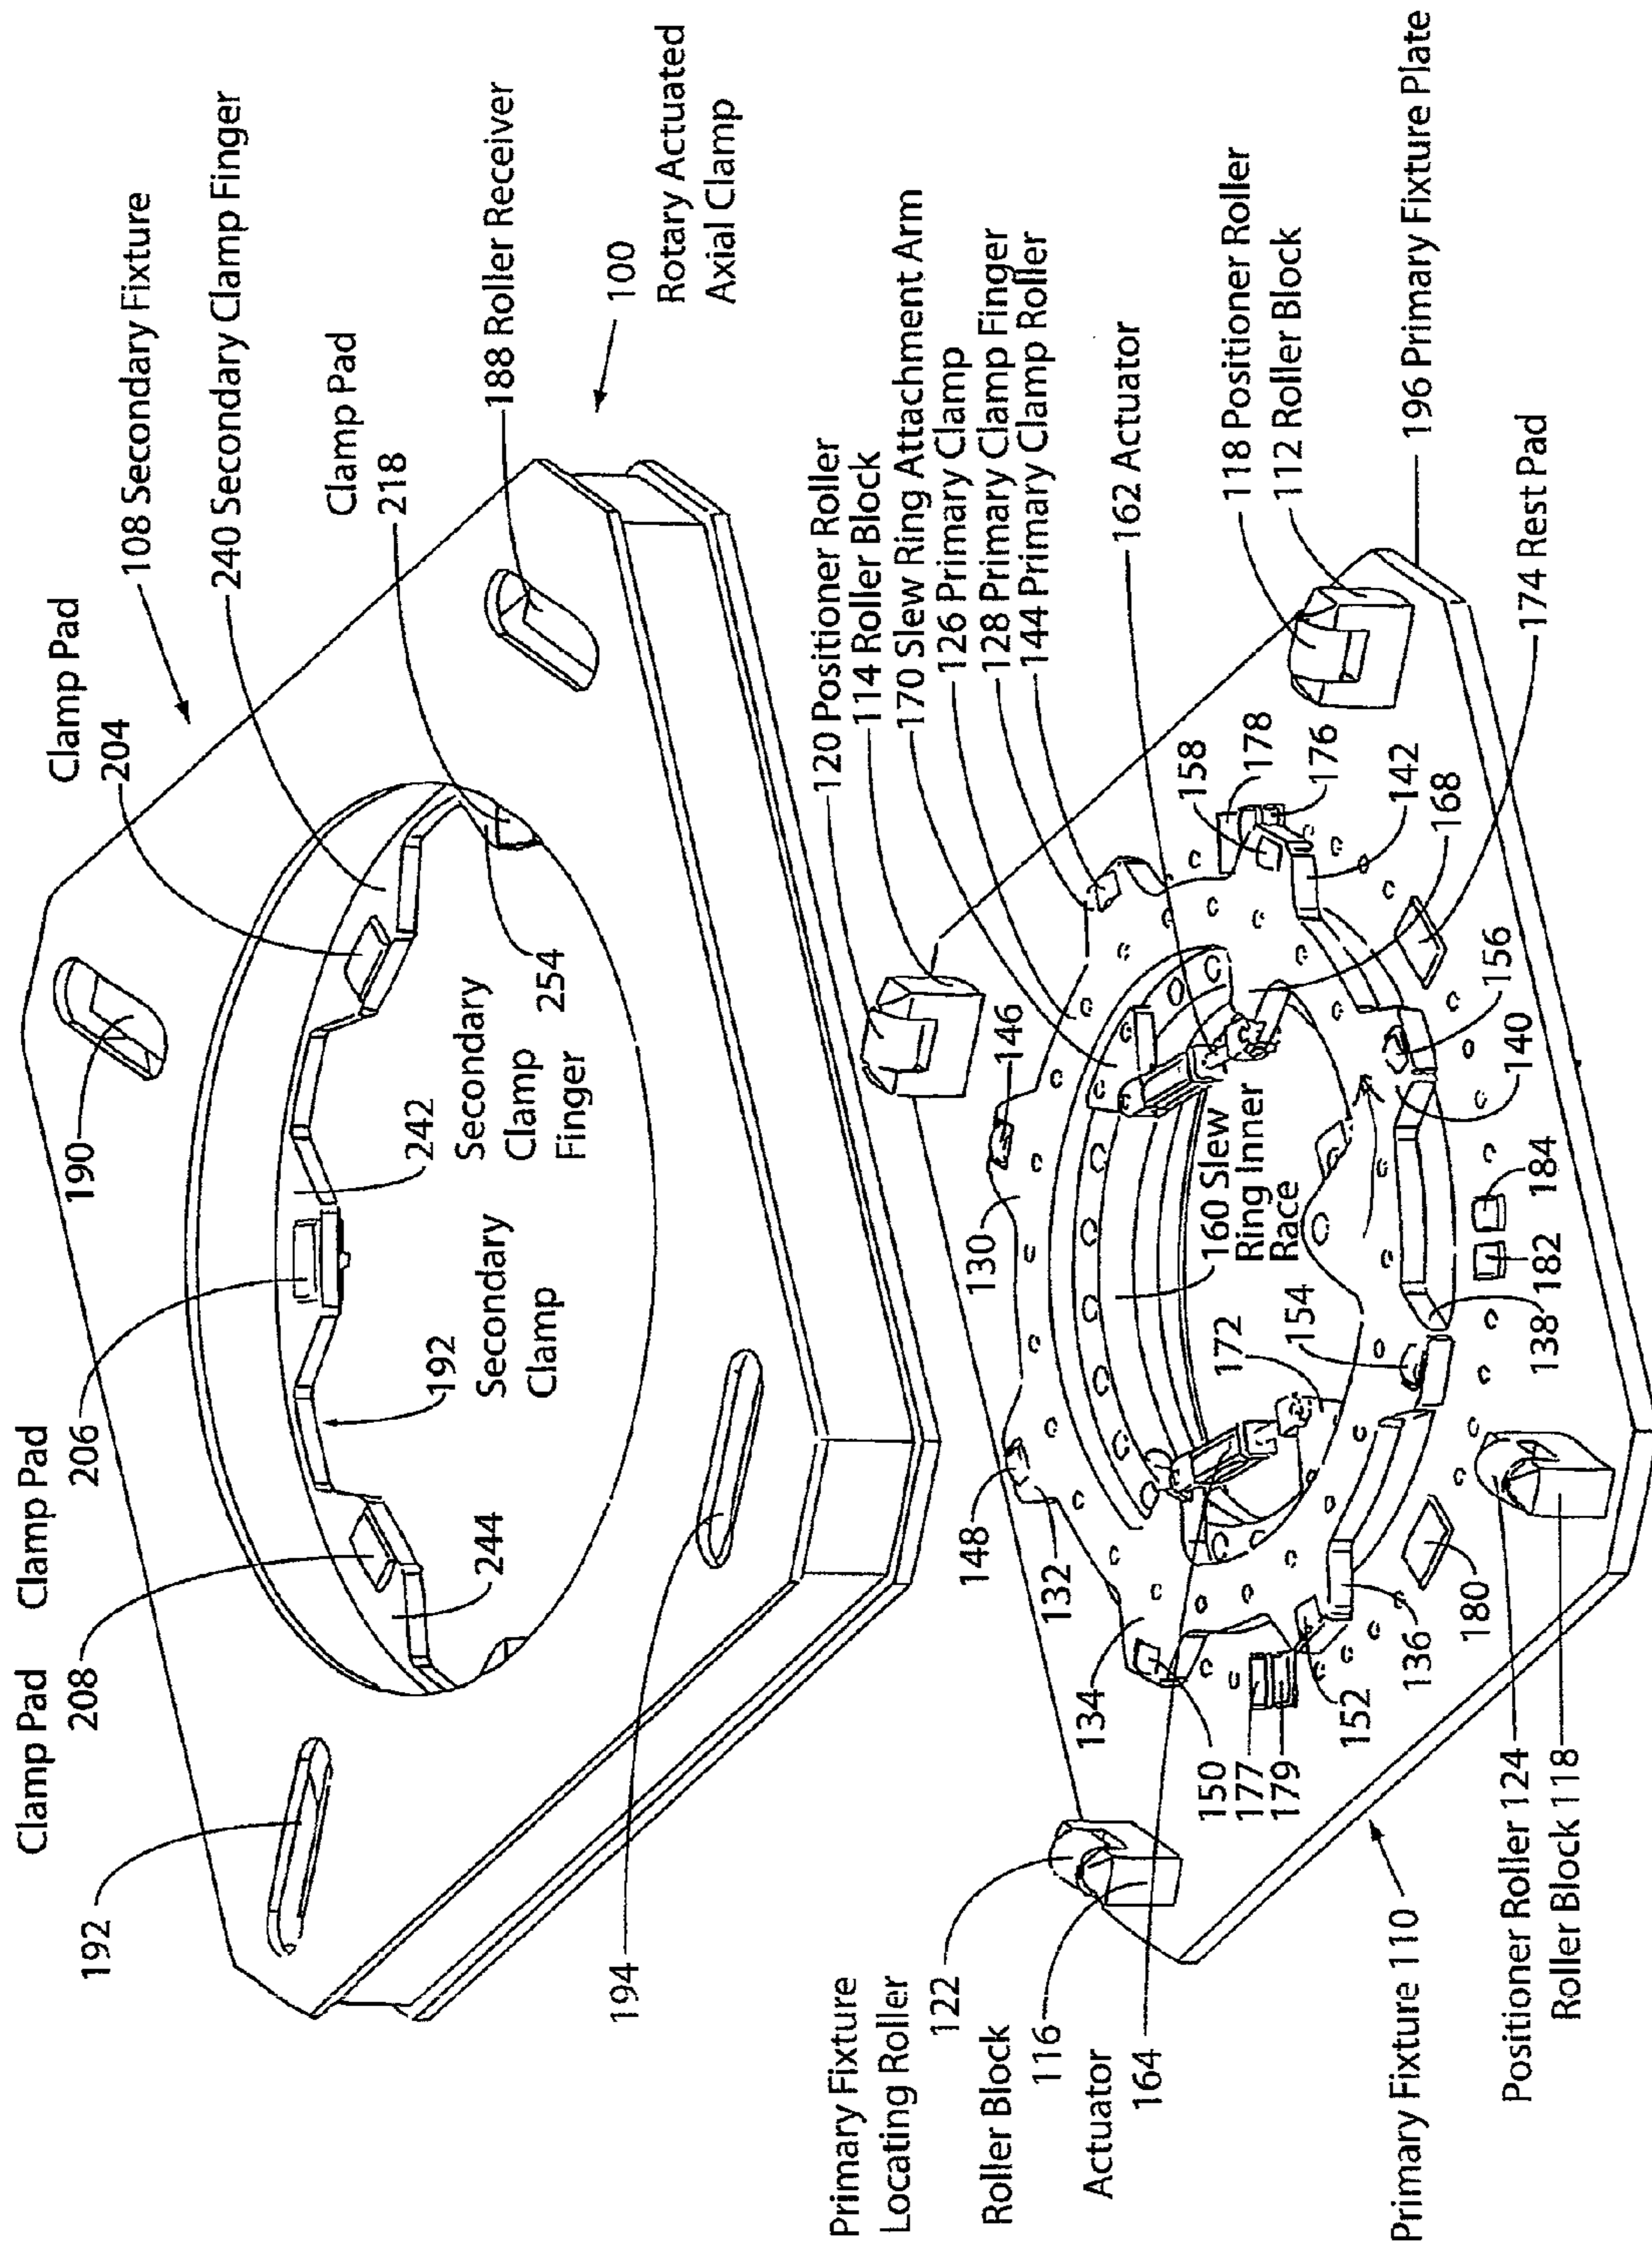 Clamp Pad
208
Clamp Pad
206
Clamp Pad
204
108 Secondary Fixture
240 Secondary Clamp Finger
Clamp Pad
218
188 Roller Receiver
100
Rotary Actuated
Axial Clamp
192
190
244
192
Secondary
Clamp
242
Secondary
Clamp
Finger
254
194
120 Positioner Roller
114 Roller Block
170 Slew Ring Attachment Arm
126 Primary Clamp
128 Primary Clamp Finger
144 Primary Clamp Roller
162 Actuator
118 Positioner Roller
112 Roller Block
196 Primary Fixture Plate
174 Rest Pad
Primary Fixture
Locating Roller
122
Roller Block
116
Actuator
164
148
132
130
146
134
150
177
179
152
136
180
160 Slew
Ring Inner
Race
172
154
138
182
184
140
156
168
142
176
178
158
Primary Fixture 110
Positioner Roller 124
Roller Block 118